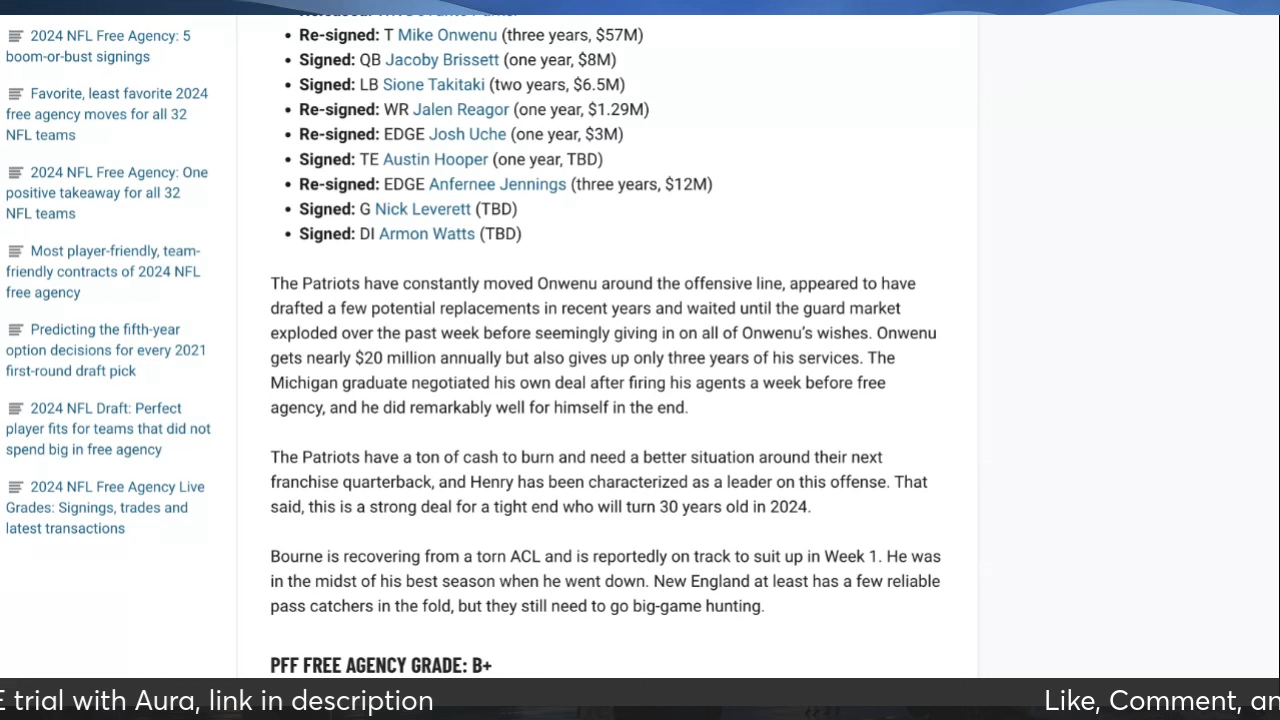 2024 NFL Free Agency: 5
boom-or-bust signings
Favorite, least favorite 2024
free agency moves for all 32
NFL teams
2024 NFL Free Agency: One
positive takeaway for all 32
NFL teams
Most player-friendly, team-
friendly contracts of 2024 NFL
free agency
Predicting the fifth-year
option decisions for every 2021
first-round draft pick
2024 NFL Draft: Perfect
player fits for teams that did not
spend big in free agency
2024 NFL Free Agency Live
Grades: Signings, trades and
latest transactions
• Re-signed: T Mike Onwenu (three years, $57M)
• Signed: QB Jacoby Brissett (one year, $8M)
• Signed: LB Sione Takitaki (two years, $6.5M)
• Re-signed: WR Jalen Reagor (one year, $1.29M)
• Re-signed: EDGE Josh Uche (one year, $3M)
• Signed: TE Austin Hooper (one year, TBD)
• Re-signed: EDGE Anfernee Jennings (three years, $12M)
• Signed: G Nick Leverett (TBD)
• Signed: DI Armon Watts (TBD)
The Patriots have constantly moved Onwenu around the offensive line, appeared to have
drafted a few potential replacements in recent years and waited until the guard market
exploded over the past week before seemingly giving in on all of Onwenu’s wishes. Onwenu
gets nearly $20 million annually but also gives up only three years of his services. The
Michigan graduate negotiated his own deal after firing his agents a week before free
agency, and he did remarkably well for himself in the end.
The Patriots have a ton of cash to burn and need a better situation around their next
franchise quarterback, and Henry has been characterized as a leader on this offense. That
said, this is a strong deal for a tight end who will turn 30 years old in 2024.
Bourne is recovering from a torn ACL and is reportedly on track to suit up in Week 1. He was
in the midst of his best season when he went down. New England at least has a few reliable
pass catchers in the fold, but they still need to go big-game hunting.
PFF FREE AGENCY GRADE: B+
E trial with Aura, link in description
Like, Comment, an